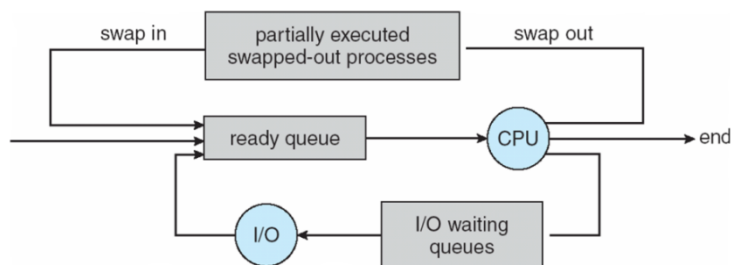 swap in
partially executed
swapped-out processes
swap out
ready queue
CPU
end
I/O
I/O waiting
queues